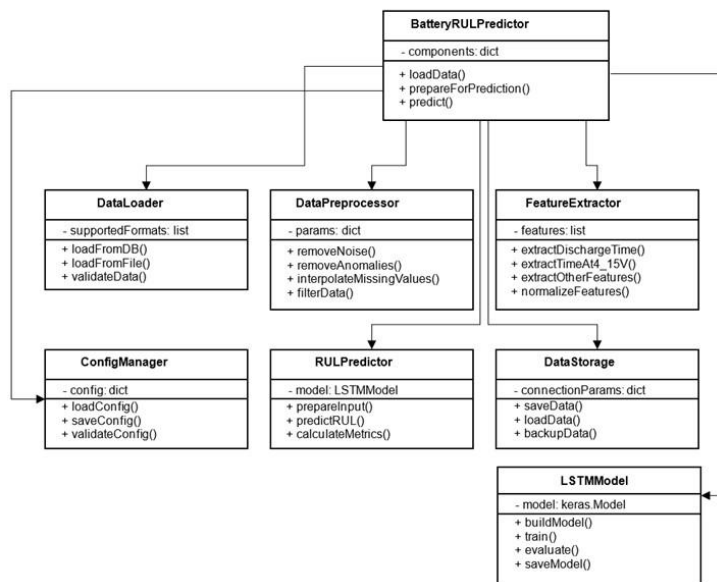 BatteryRULPredictor
- components: dict
+ loadData()
+ prepareForPrediction()
+ predict()
DataLoader
- supportedFormats: list
+ loadFromDB()
+ loadFromFile()
+ validateData()
DataPreprocessor
- params: dict
+ removeNoise()
+ removeAnomalies()
+ interpolateMissingValues()
+ filterData()
FeatureExtractor
- features: list
+ extractDischargeTime()
+ extractTimeAt4_15V()
+ extractOtherFeatures()
+ normalizeFeatures()
ConfigManager
- config: dict
+ loadConfig()
+ saveConfig()
+ validateConfig()
RULPredictor
- model: LSTMModel
+ prepareInput()
+ predictRUL()
+ calculateMetrics()
DataStorage
- connectionParams: dict
+ saveData()
+ loadData()
+ backupData()
LSTMModel
- model: keras.Model
+ buildModel()
+ train()
+ evaluate()
+ saveModel()